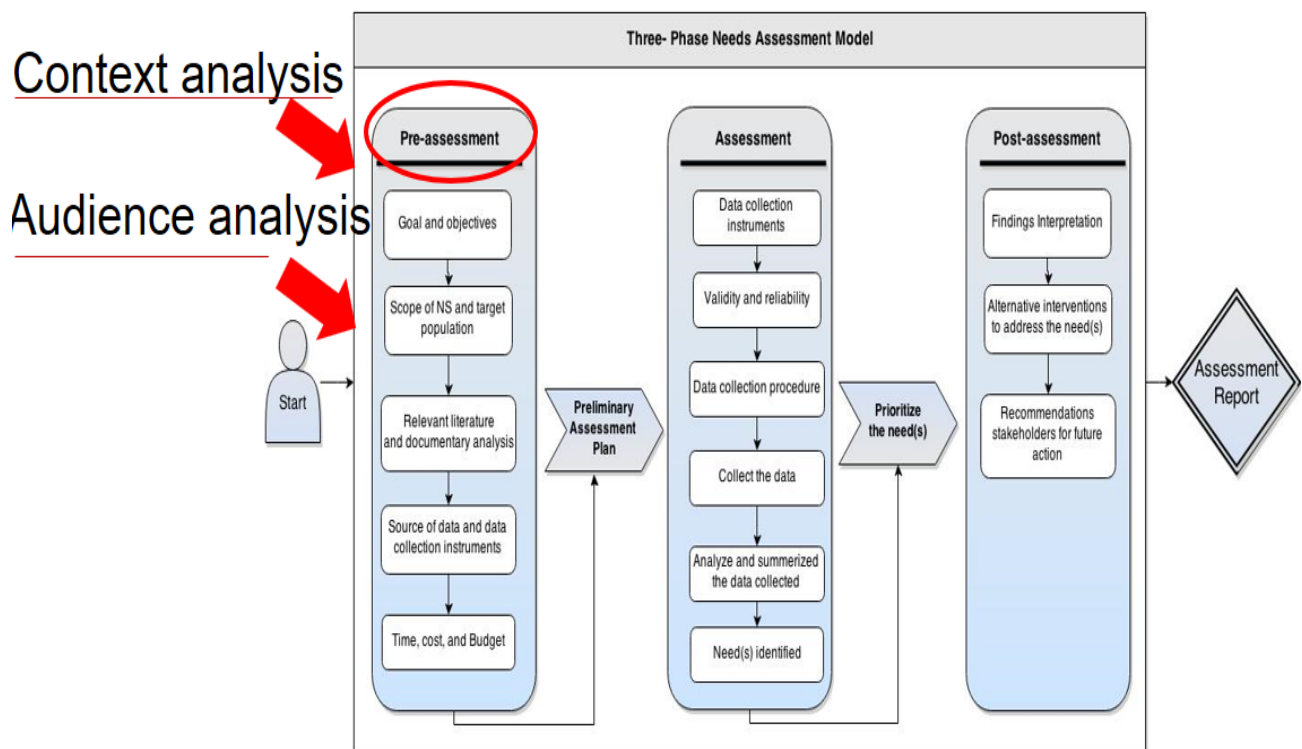 Three- Phase Needs Assessment Model
Context analysis
Audience analysis
Start
Pre-assessment
Goal and objectives
Scope of NS and target
population
Relevant literature
and documentary analysis
Source of data and data
collection instruments
Time, cost, and Budget
Preliminary
Assessment
Plan
Assessment
Data collection
instruments
Validity and reliability
Data collection procedure
Collect the data
Analyze and summerized
the data collected
Need(s) identified
Prioritize
the need(s)
Post-assessment
Findings Interpretation
Alternative interventions
to address the need(s)
Recommendations
stakeholders for future
action
Assessment
Report